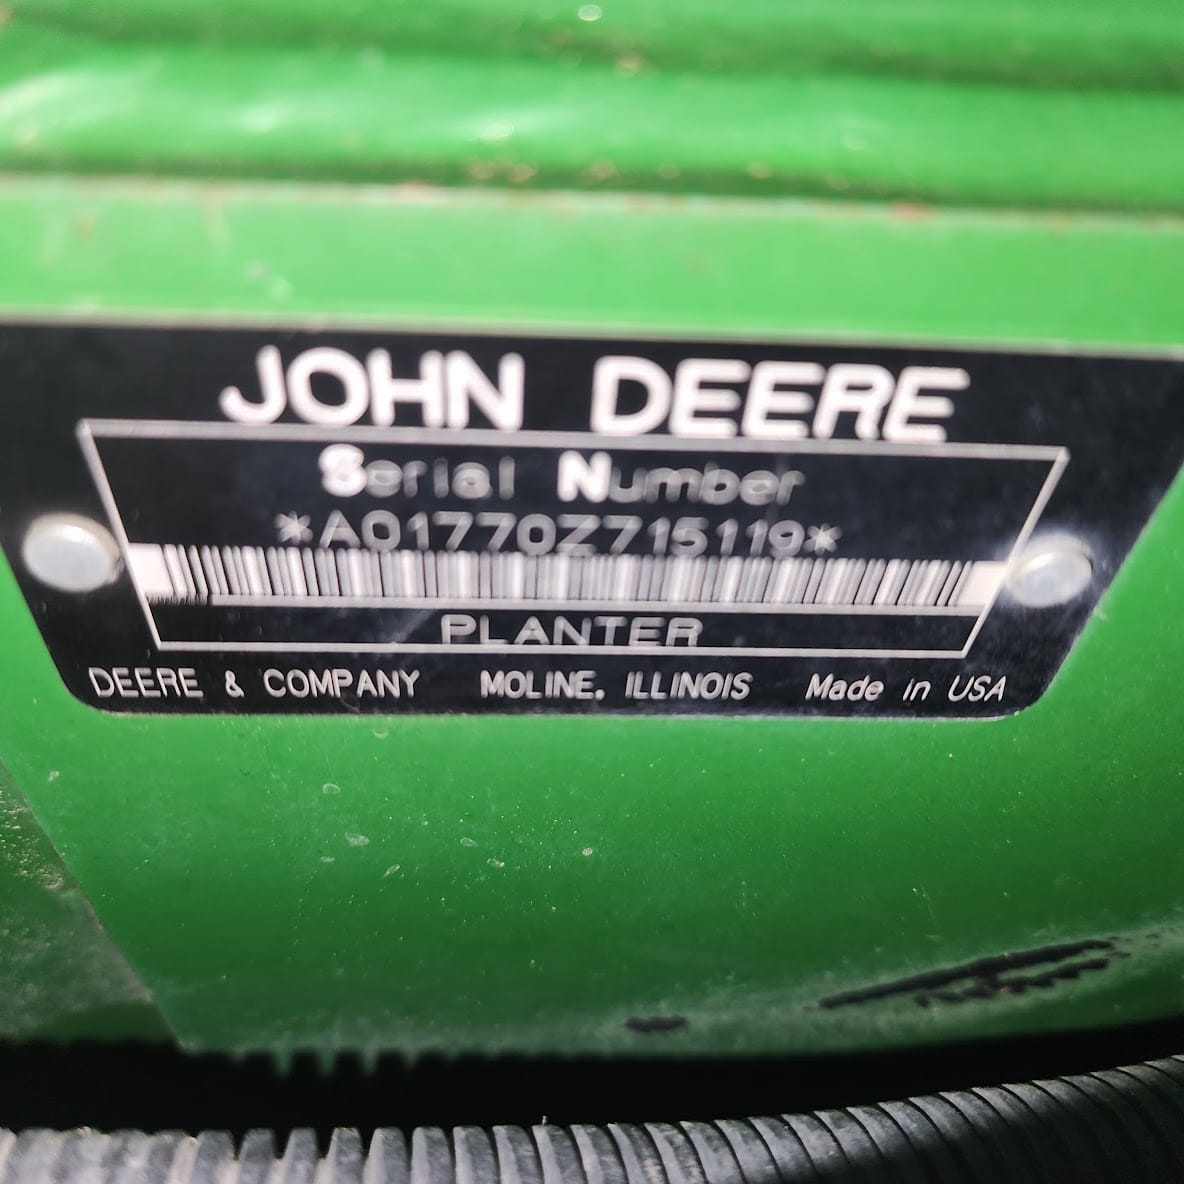 JOHN DEERE
Serial Number
*A01770Z715119*
PLANTER
DEERE & COMPANY MOLINE, ILLINOIS Made in USA